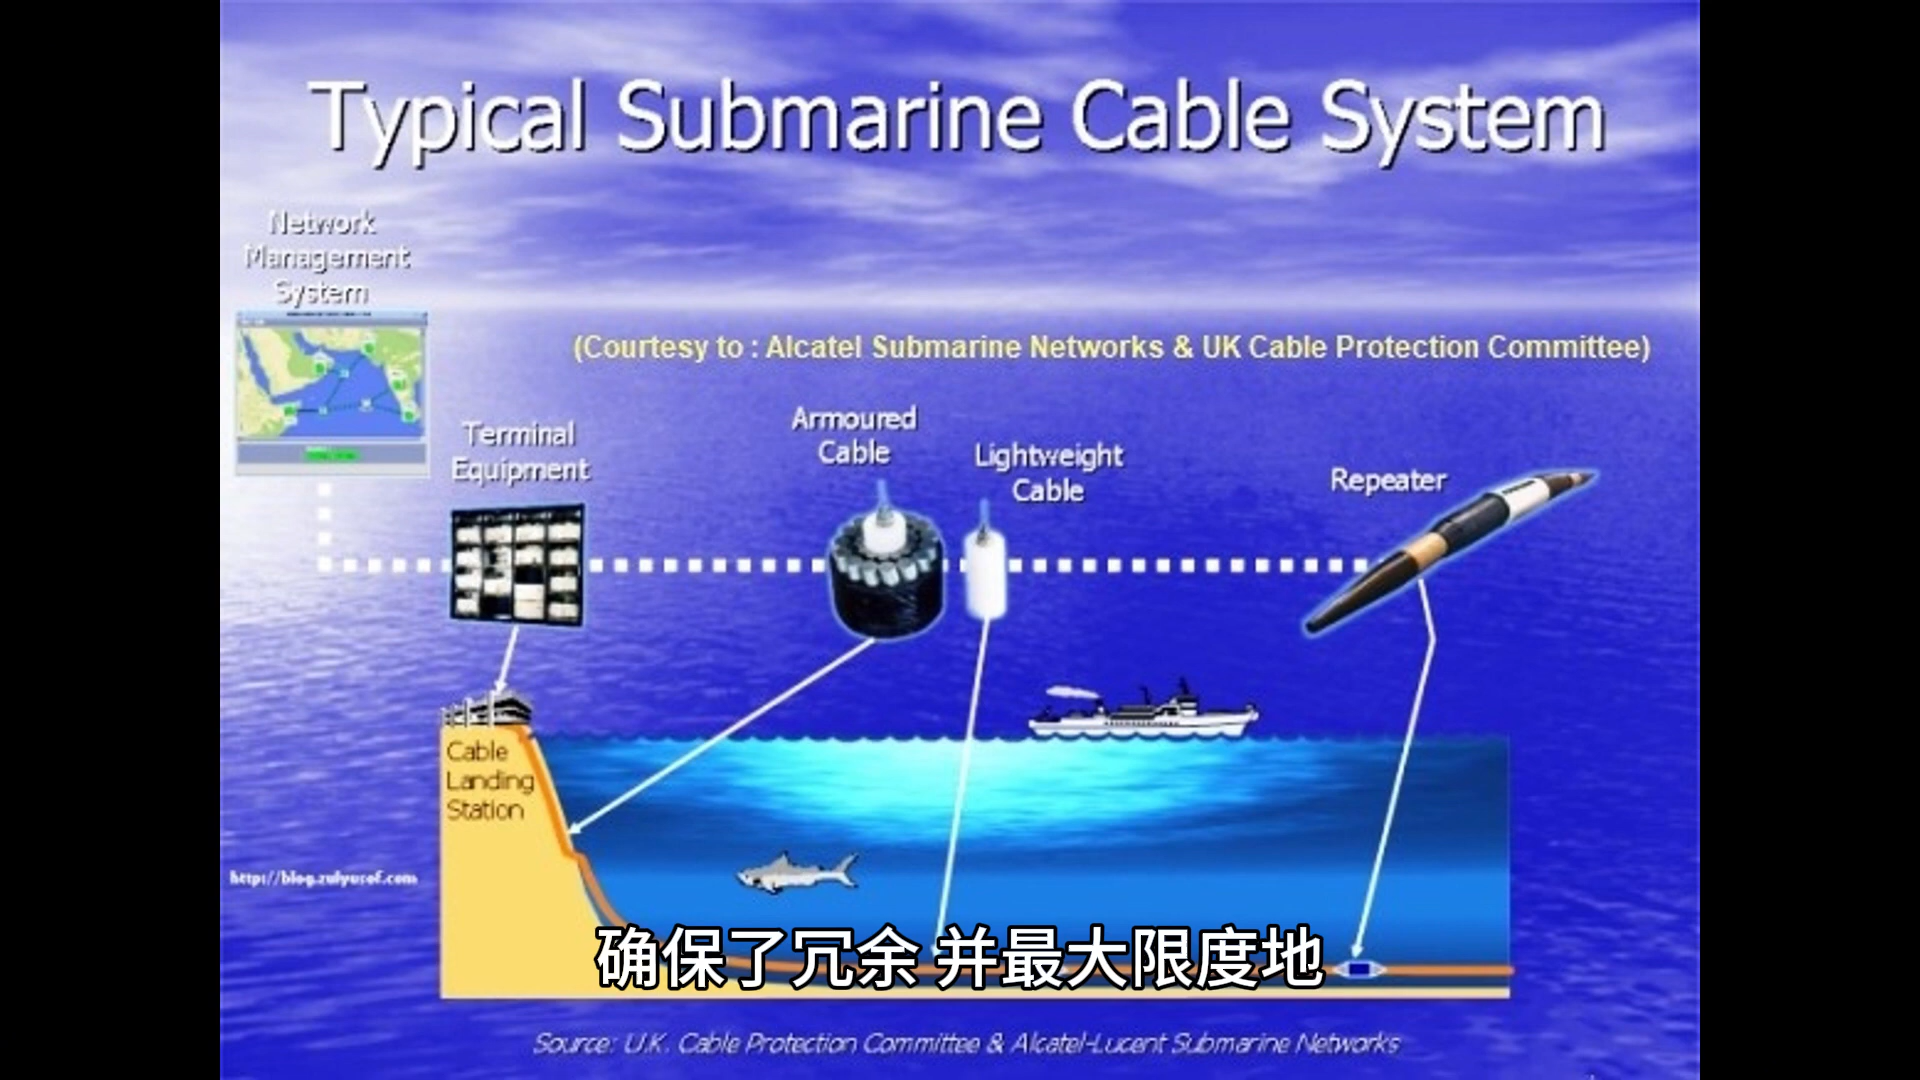 Typical Submarine Cable System
Network
Management
System
(Courtesy to : Alcatel Submarine Networks & UK Cable Protection Committee)
Terminal
Equipment
Armoured
Cable
Lightweight
Cable
Repeater
Cable
Landing
Station
http://blog.zulyusof.com
确保了冗余 并最大限度地
Source: U.K. Cable Protection Committee & Alcatel-Lucent Submarine Networks